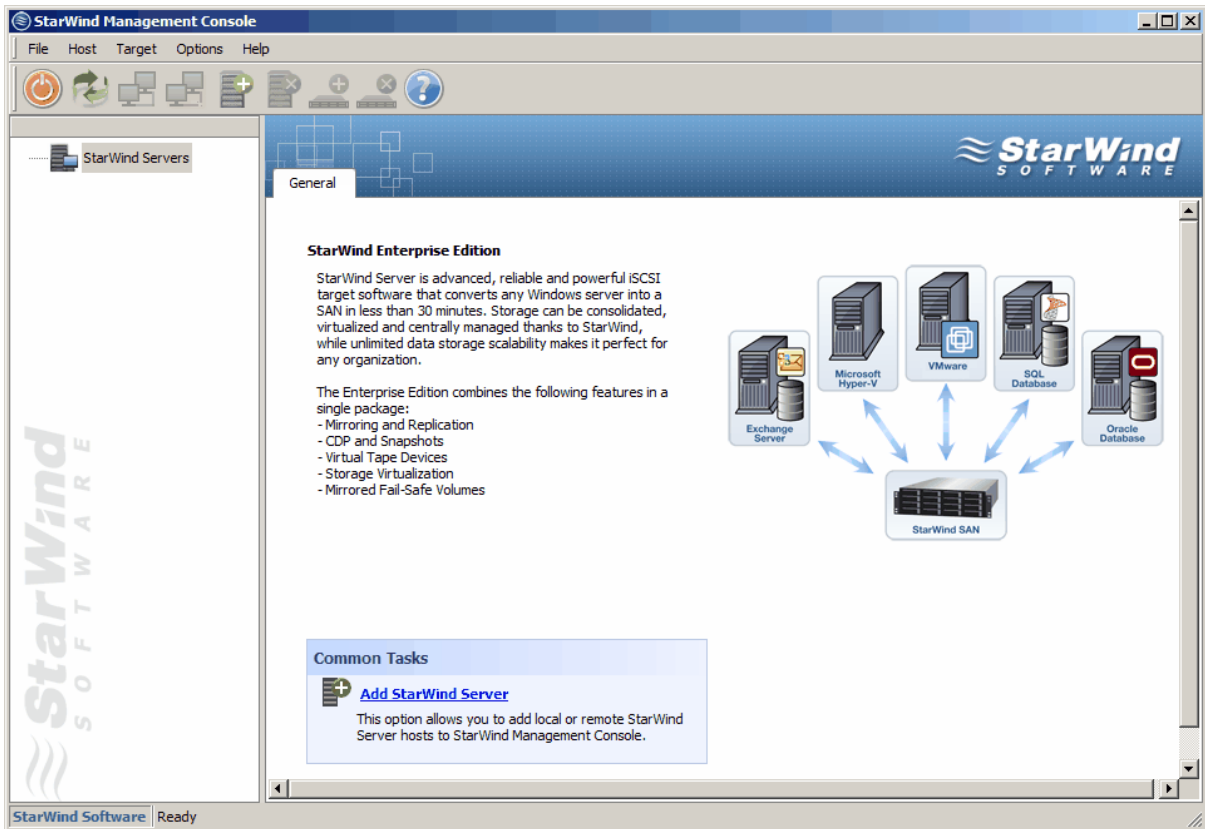 StarWind Management Console
File Host Target Options Help
StarWind Servers
StarWind
SOFTWARE
General
StarWind Enterprise Edition
StarWind Server is advanced, reliable and powerful iSCSI
target software that converts any Windows server into a
SAN in less than 30 minutes. Storage can be consolidated,
virtualized and centrally managed thanks to StarWind,
while unlimited data storage scalability makes it perfect for
any organization.
The Enterprise Edition combines the following features in a
single package:
- Mirroring and Replication
- CDP and Snapshots
- Virtual Tape Devices
- Storage Virtualization
- Mirrored Fail-Safe Volumes
Exchange
Server
Microsoft
Hyper-V
VMware
SQL
Database
Oracle
Database
StarWind SAN
Common Tasks
Add StarWind Server
This option allows you to add local or remote StarWind
Server hosts to StarWind Management Console.
StarWind
SOFTWARE
StarWind Software Ready